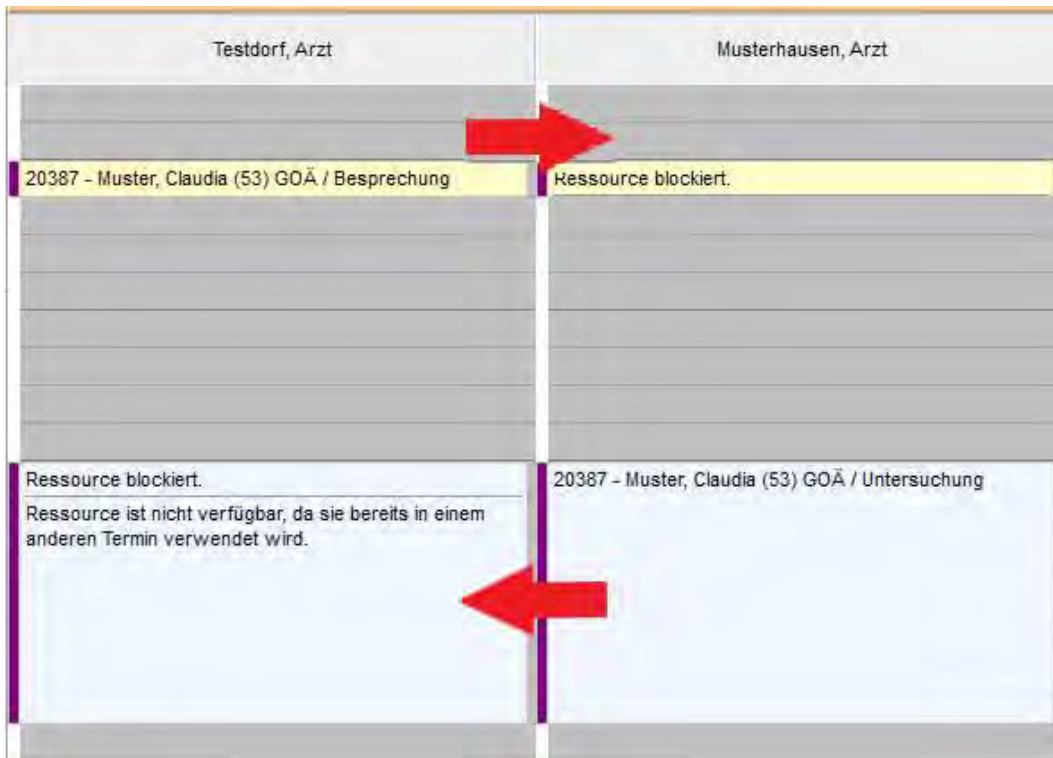 Testdorf, Arzt
Musterhausen, Arzt
20387 - Muster, Claudia (53) GOÄ / Besprechung
Ressource blockiert.
Ressource blockiert.
Ressource ist nicht verfügbar, da sie bereits in einem
anderen Termin verwendet wird.
20387 - Muster, Claudia (53) GOÄ / Untersuchung